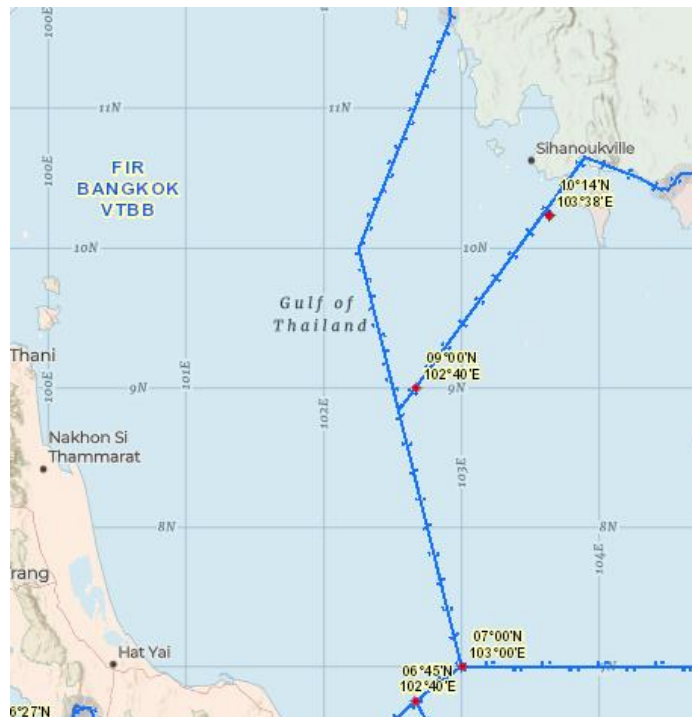 100E
11N
11N
Sihanoukville
100E
FIR
BANGKOK
VTBB
10°14'N
103°38'E
10N
10N
Gulf of
Thailand
Thani
09°00'N
102°40'E
100E
101E
102E
9N
9N
Nakhon Si
Thammarat
103E
8N
8N
104E
rang
07°00'N
103°00'E
Hat Yai
06°45'N
102°40'E
6°27'N